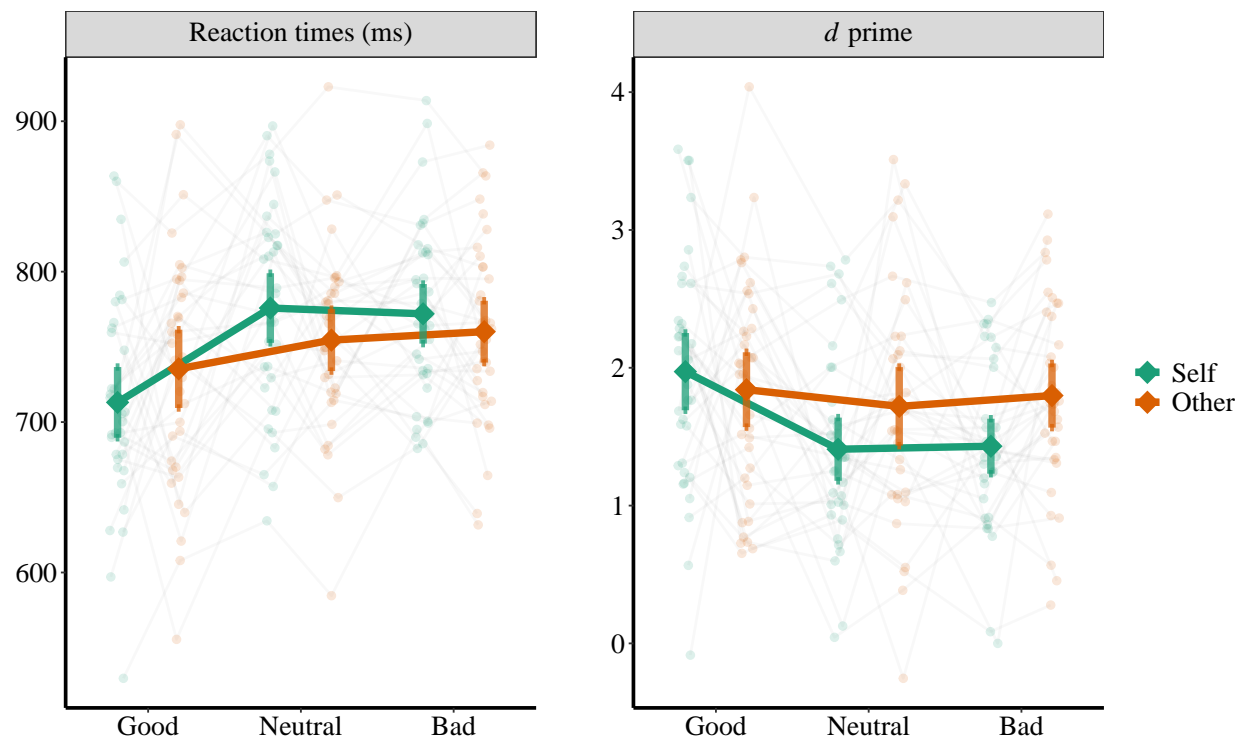 Reaction times (ms)
900
800
700
600
Good Neutral Bad
d prime
4
3
2
1
0
Good Neutral Bad
Self
Other